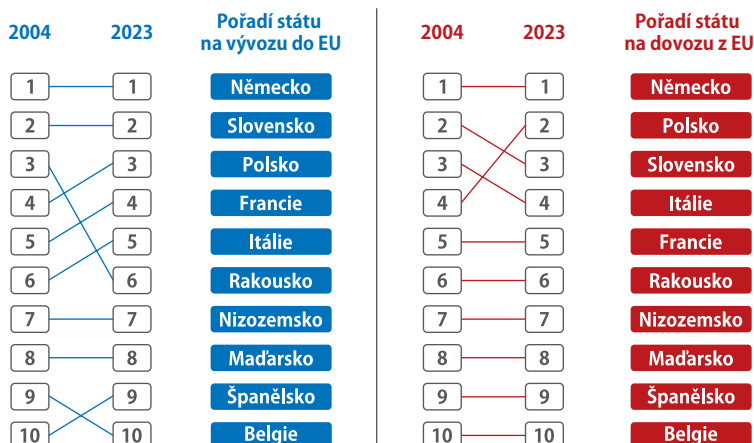 2004 2023 Pořadí státu na vývozu do EU
1 1 Německo
2 2 Slovensko
3 3 Polsko
4 4 Francie
5 5 Itálie
6 6 Rakousko
7 7 Nizozemsko
8 8 Maďarsko
9 9 Španělsko
10 10 Belgie
2004 2023 Pořadí státu na dovozu z EU
1 1 Německo
2 2 Polsko
3 3 Slovensko
4 4 Itálie
5 5 Francie
6 6 Rakousko
7 7 Nizozemsko
8 8 Maďarsko
9 9 Španělsko
10 10 Belgie